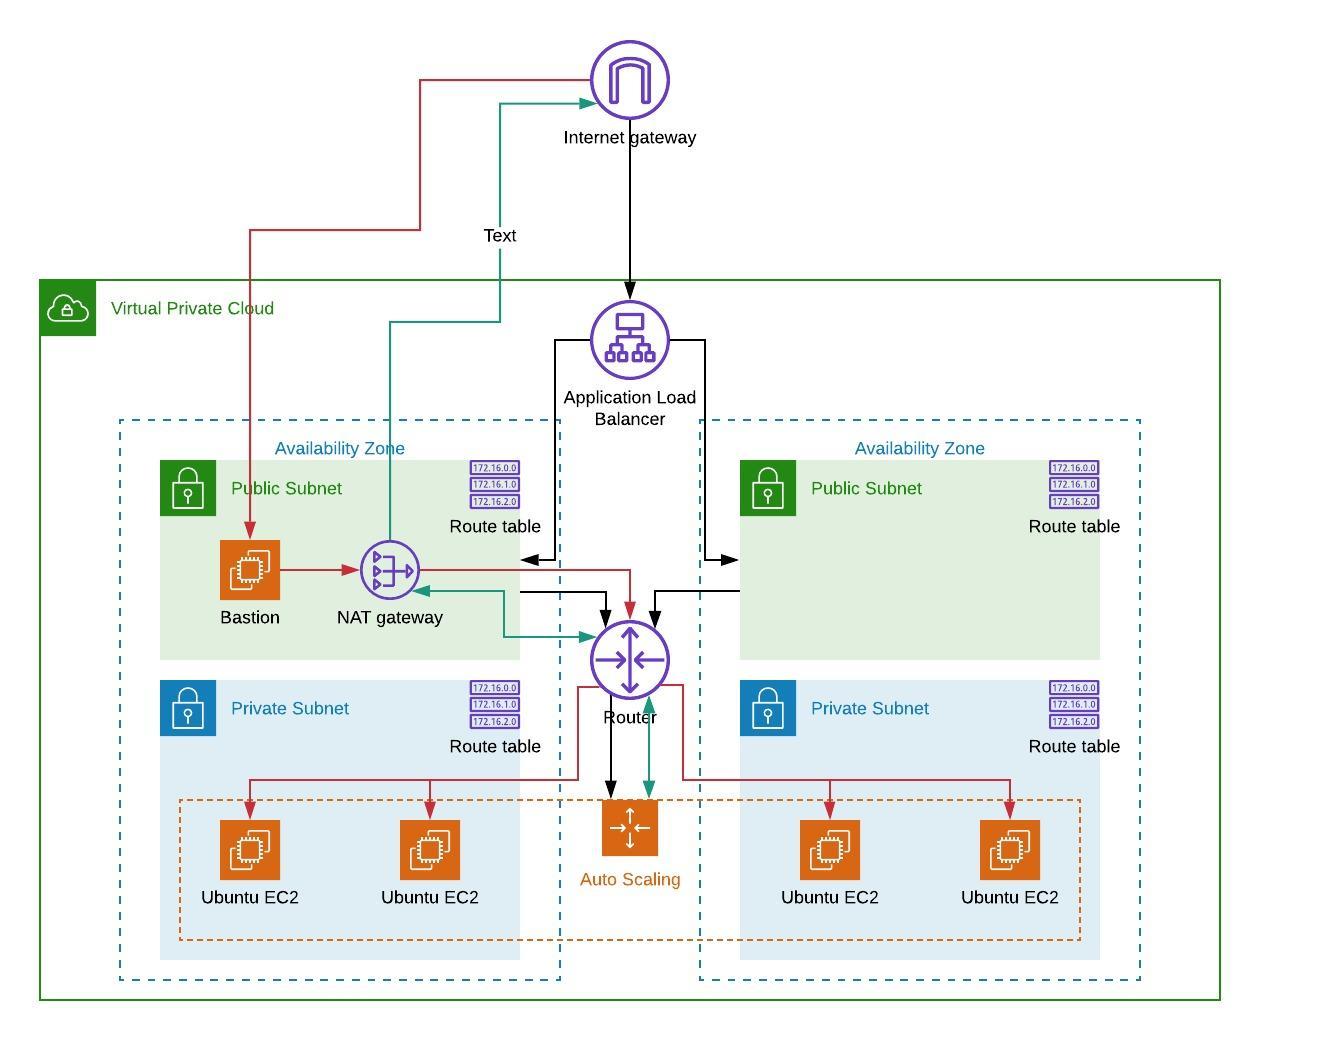 Internet gateway
Text
Virtual Private Cloud
Application Load
Balancer
Availability Zone
Availability Zone
Public Subnet
172.16.0.0
172.16.1.0
172.16.2.0
Route table
Public Subnet
172.16.0.0
172.16.1.0
172.16.2.0
Route table
Bastion
NAT gateway
Router
Private Subnet
172.16.0.0
172.16.1.0
172.16.2.0
Route table
Private Subnet
172.16.0.0
172.16.1.0
172.16.2.0
Route table
Auto Scaling
Ubuntu EC2
Ubuntu EC2
Ubuntu EC2
Ubuntu EC2